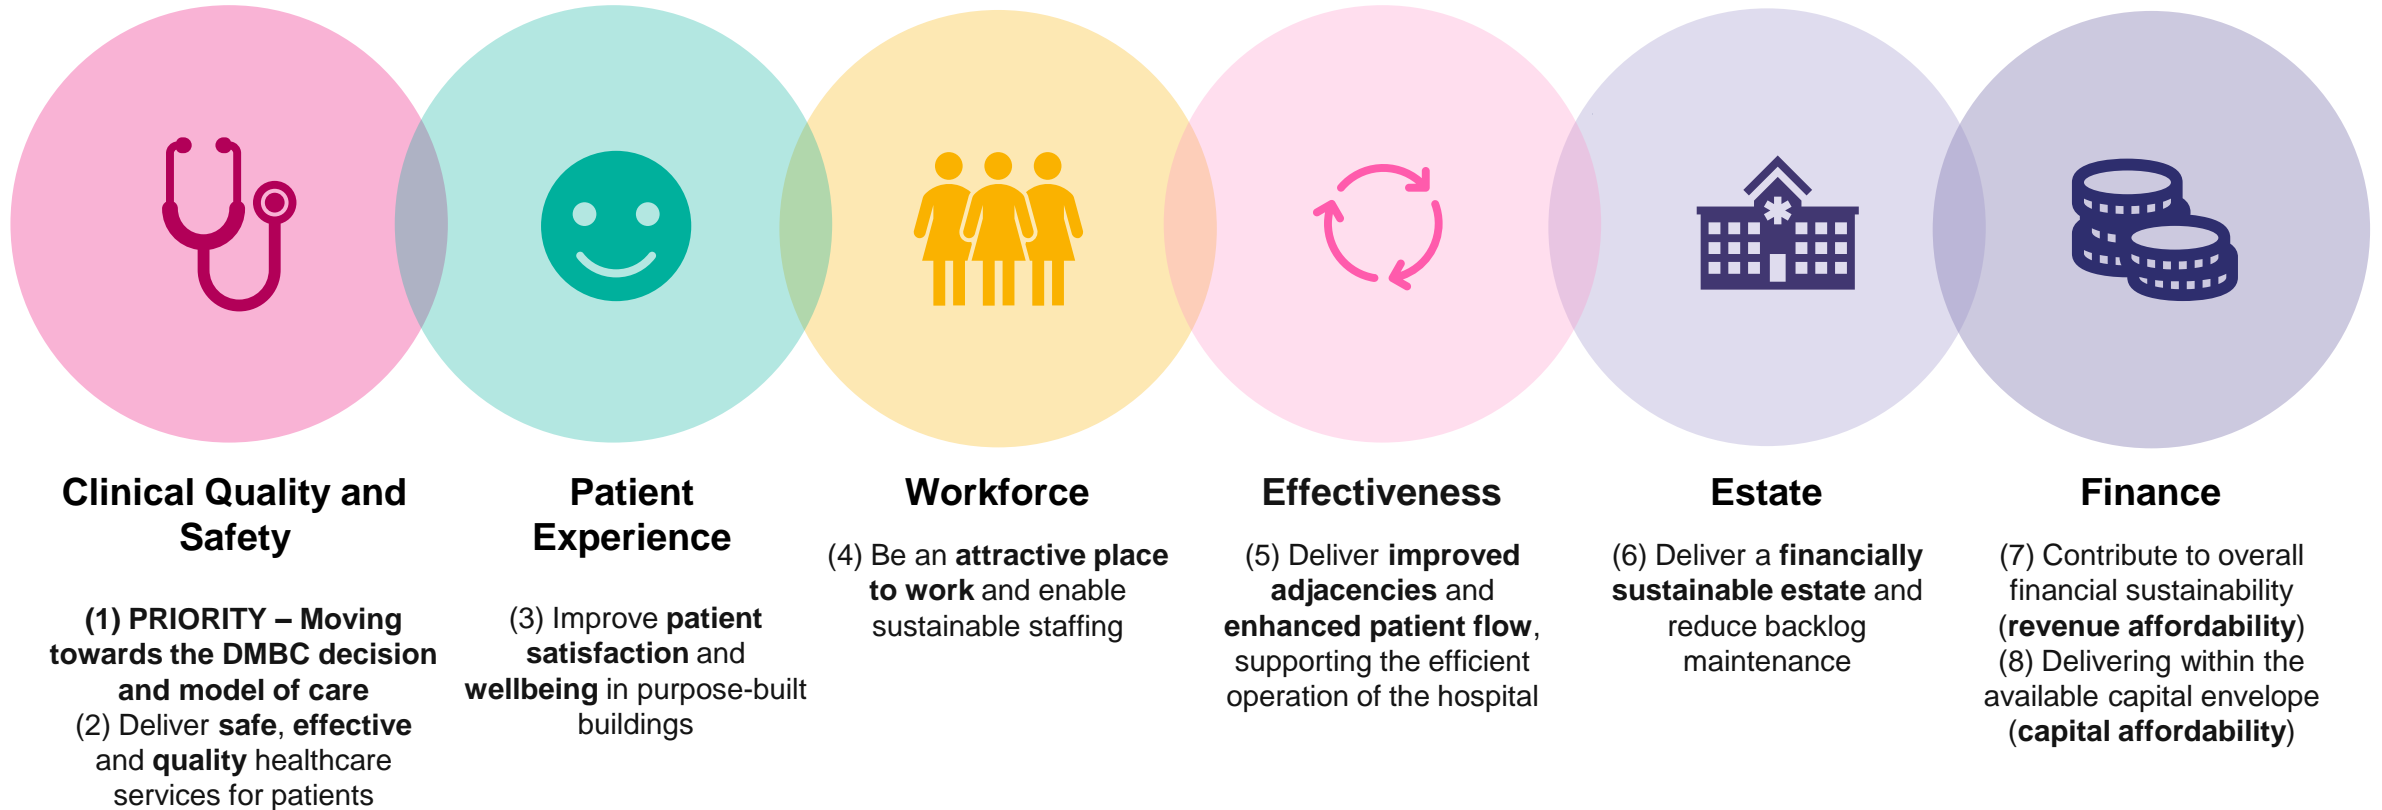 Clinical Quality and
Safety
(1) PRIORITY – Moving
towards the DMBC decision
and model of care
(2) Deliver safe, effective
and quality healthcare
services for patients
Patient
Experience
(3) Improve patient
satisfaction and
wellbeing in purpose-built
buildings
Workforce
(4) Be an attractive place
to work and enable
sustainable staffing
Effectiveness
(5) Deliver improved
adjacencies and
enhanced patient flow,
supporting the efficient
operation of the hospital
Estate
(6) Deliver a financially
sustainable estate and
reduce backlog
maintenance
Finance
(7) Contribute to overall
financial sustainability
(revenue affordability)
(8) Delivering within the
available capital envelope
(capital affordability)